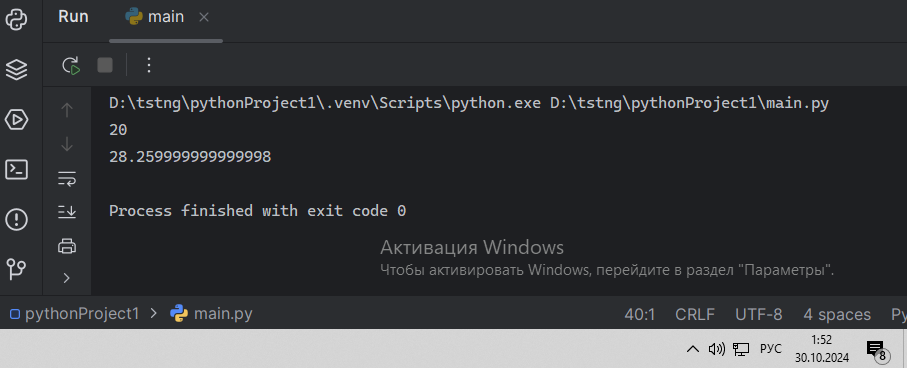 Run main
D:\tstng\pythonProject1\.venv\Scripts\python.exe D:\tstng\pythonProject1\main.py
20
28.259999999999998
Process finished with exit code 0
Активация Windows
Чтобы активировать Windows, перейдите в раздел "Параметры".
pythonProject1 > main.py 40:1 CRLF UTF-8 4 spaces Py
РУС 1:52
30.10.2024 8